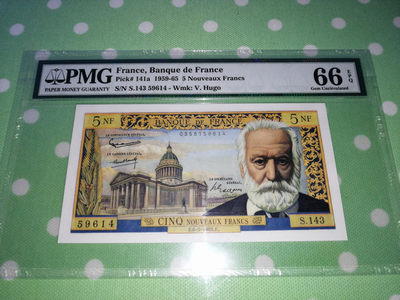 PMG
PAPER MONEY GUARANTY
France, Banque de France
Pick# 141a 1959-65 5 Nouveaux Francs
S/N S.143 59614 - Wmk: V. Hugo
66 EPQ
Gem Uncirculated
5 NF
BANQUE DE FRANCE
5 NF
59614
CINQ NOUVEAUX FRANCS
S.143